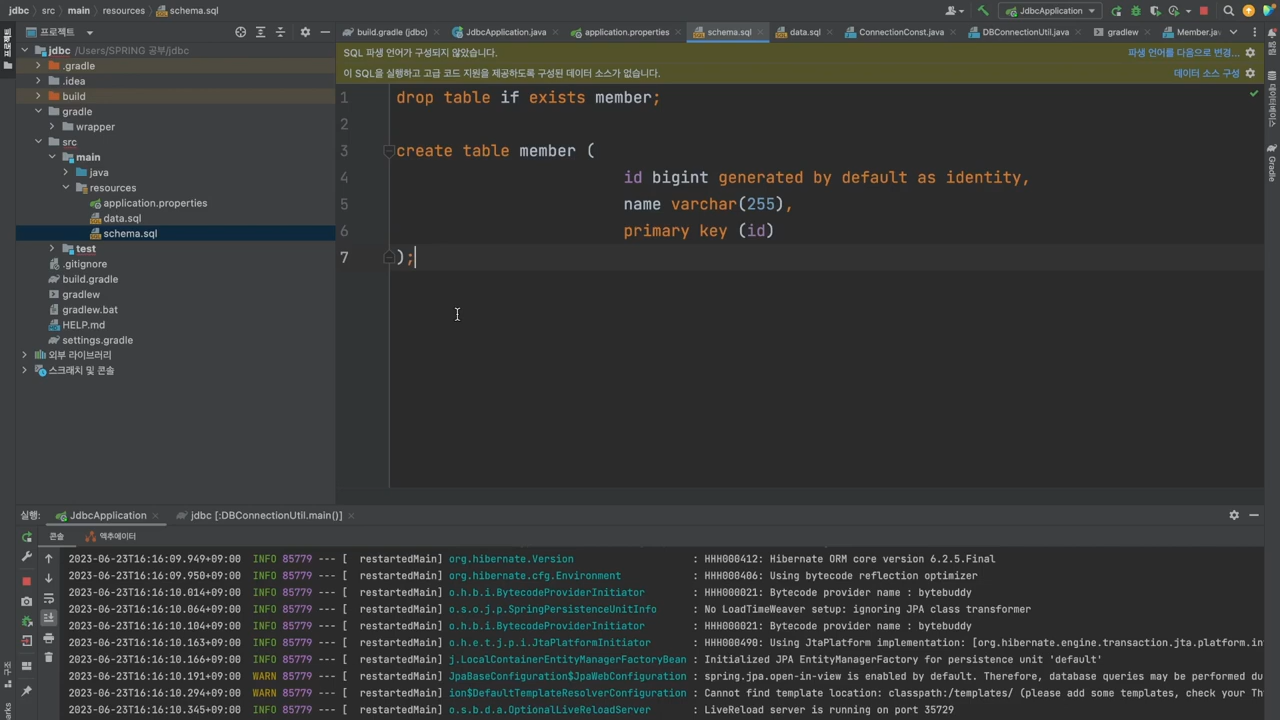 jdbc › src › main › resources › schema.sql
JdbcApplication
프로젝트
build.gradle (jdbc)
JdbcApplication.java
application.properties
schema.sql
data.sql
ConnectionConst.java
DBConnectionUtil.java
gradlew
Member.jav
프로젝트
jdbc /Users/SPRING 공부/jdbc
.gradle
.idea
build
gradle
wrapper
src
main
java
resources
application.properties
data.sql
schema.sql
test
.gitignore
build.gradle
gradlew
gradlew.bat
HELP.md
settings.gradle
외부 라이브러리
스크래치 및 콘솔
SQL 파생 언어가 구성되지 않았습니다.
파생 언어를 다음으로 변경...
이 SQL을 실행하고 고급 코드 지원을 제공하도록 구성된 데이터 소스가 없습니다.
데이터 소스 구성
1 drop table if exists member;
2
3 create table member (
4 id bigint generated by default as identity,
5 name varchar(255),
6 primary key (id)
7 );
알림
데이터베이스
Gradle
실행:
JdbcApplication
jdbc [:DBConnectionUtil.main()]
콘솔
액추에이터
2023-06-23T16:16:09.949+09:00 INFO 85779 --- [ restartedMain] org.hibernate.Version : HHH000412: Hibernate ORM core version 6.2.5.Final
2023-06-23T16:16:09.950+09:00 INFO 85779 --- [ restartedMain] org.hibernate.cfg.Environment : HHH000406: Using bytecode reflection optimizer
2023-06-23T16:16:10.014+09:00 INFO 85779 --- [ restartedMain] o.h.b.i.BytecodeProviderInitiator : HHH000021: Bytecode provider name : bytebuddy
2023-06-23T16:16:10.064+09:00 INFO 85779 --- [ restartedMain] o.s.o.j.p.SpringPersistenceUnitInfo : No LoadTimeWeaver setup: ignoring JPA class transformer
2023-06-23T16:16:10.104+09:00 INFO 85779 --- [ restartedMain] o.h.b.i.BytecodeProviderInitiator : HHH000021: Bytecode provider name : bytebuddy
2023-06-23T16:16:10.163+09:00 INFO 85779 --- [ restartedMain] o.h.e.t.j.p.i.JtaPlatformInitiator : HHH000490: Using JtaPlatform implementation: [org.hibernate.engine.transaction.jta.platform.in
2023-06-23T16:16:10.166+09:00 INFO 85779 --- [ restartedMain] j.LocalContainerEntityManagerFactoryBean : Initialized JPA EntityManagerFactory for persistence unit 'default'
2023-06-23T16:16:10.191+09:00 WARN 85779 --- [ restartedMain] JpaBaseConfiguration$JpaWebConfiguration : spring.jpa.open-in-view is enabled by default. Therefore, database queries may be performed du
2023-06-23T16:16:10.294+09:00 WARN 85779 --- [ restartedMain] ion$DefaultTemplateResolverConfiguration : Cannot find template location: classpath:/templates/ (please add some templates, check your Th
2023-06-23T16:16:10.345+09:00 INFO 85779 --- [ restartedMain] o.s.b.d.a.OptionalLiveReloadServer : LiveReload server is running on port 35729
구조